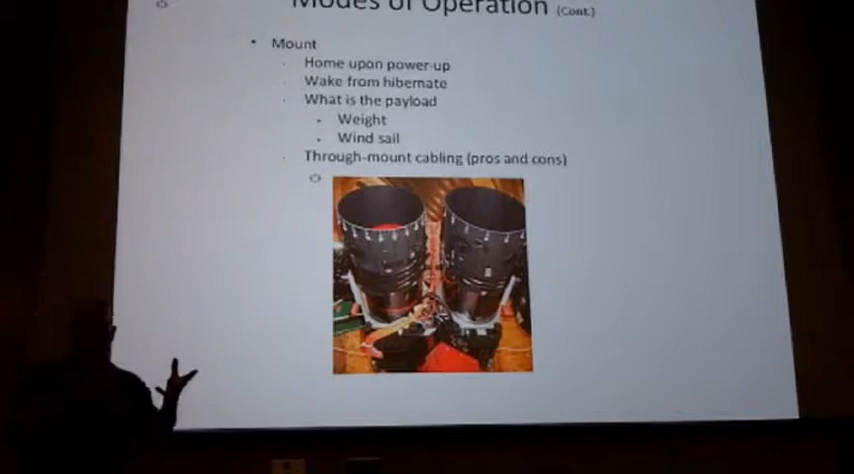 Modes of Operation (Cont.)
• Mount
Home upon power-up
Wake from hibernate
What is the payload
• Weight
• Wind sail
Through-mount cabling (pros and cons)